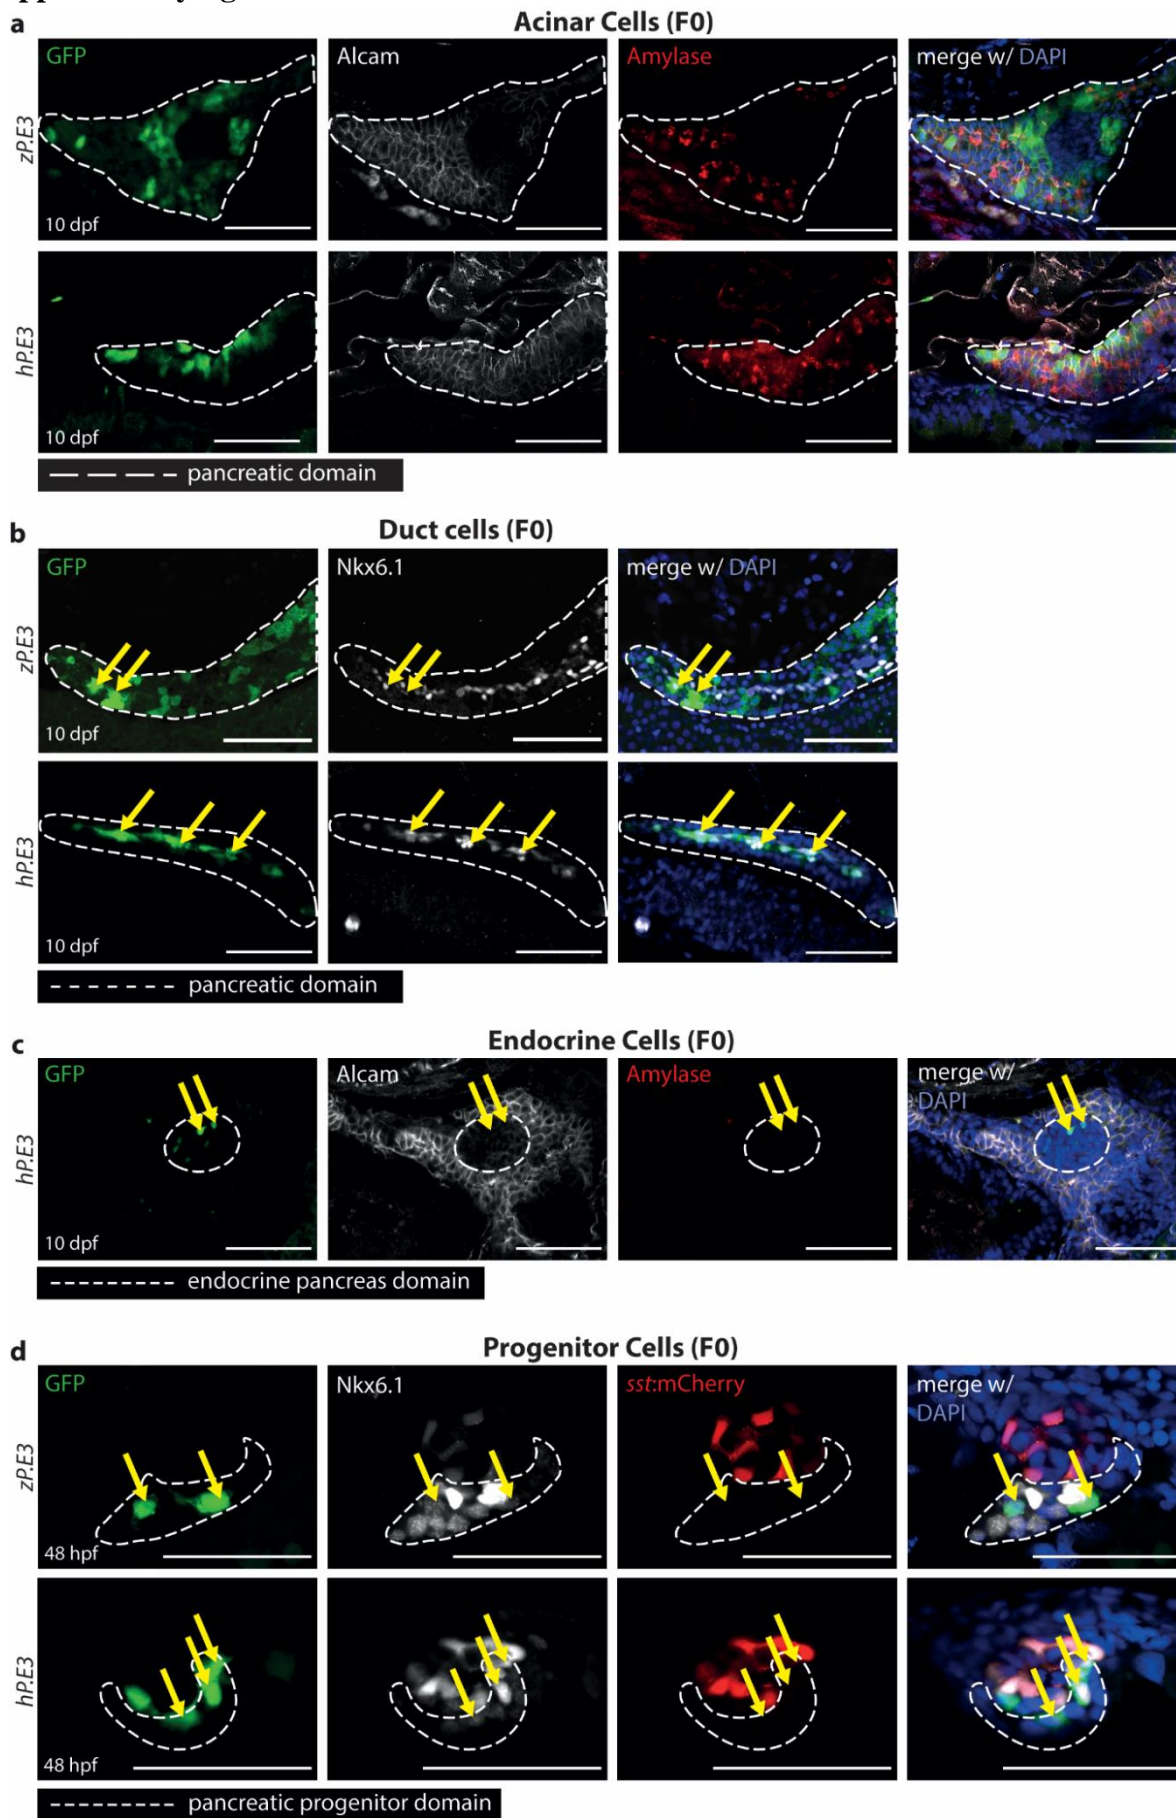 a
Acinar Cells (F0)
GFP
Alcam
Amylase
merge w/ DAPI
zP.E3
10 dpf
hP.E3
10 dpf
pancreatic domain
b
Duct cells (F0)
GFP
Nkx6.1
merge w/ DAPI
zP.E3
10 dpf
hP.E3
10 dpf
pancreatic domain
c
Endocrine Cells (F0)
GFP
Alcam
Amylase
merge w/
DAPI
hP.E3
10 dpf
endocrine pancreas domain
d
Progenitor Cells (F0)
GFP
Nkx6.1
sst:mCherry
merge w/
DAPI
zP.E3
48 hpf
hP.E3
48 hpf
pancreatic progenitor domain